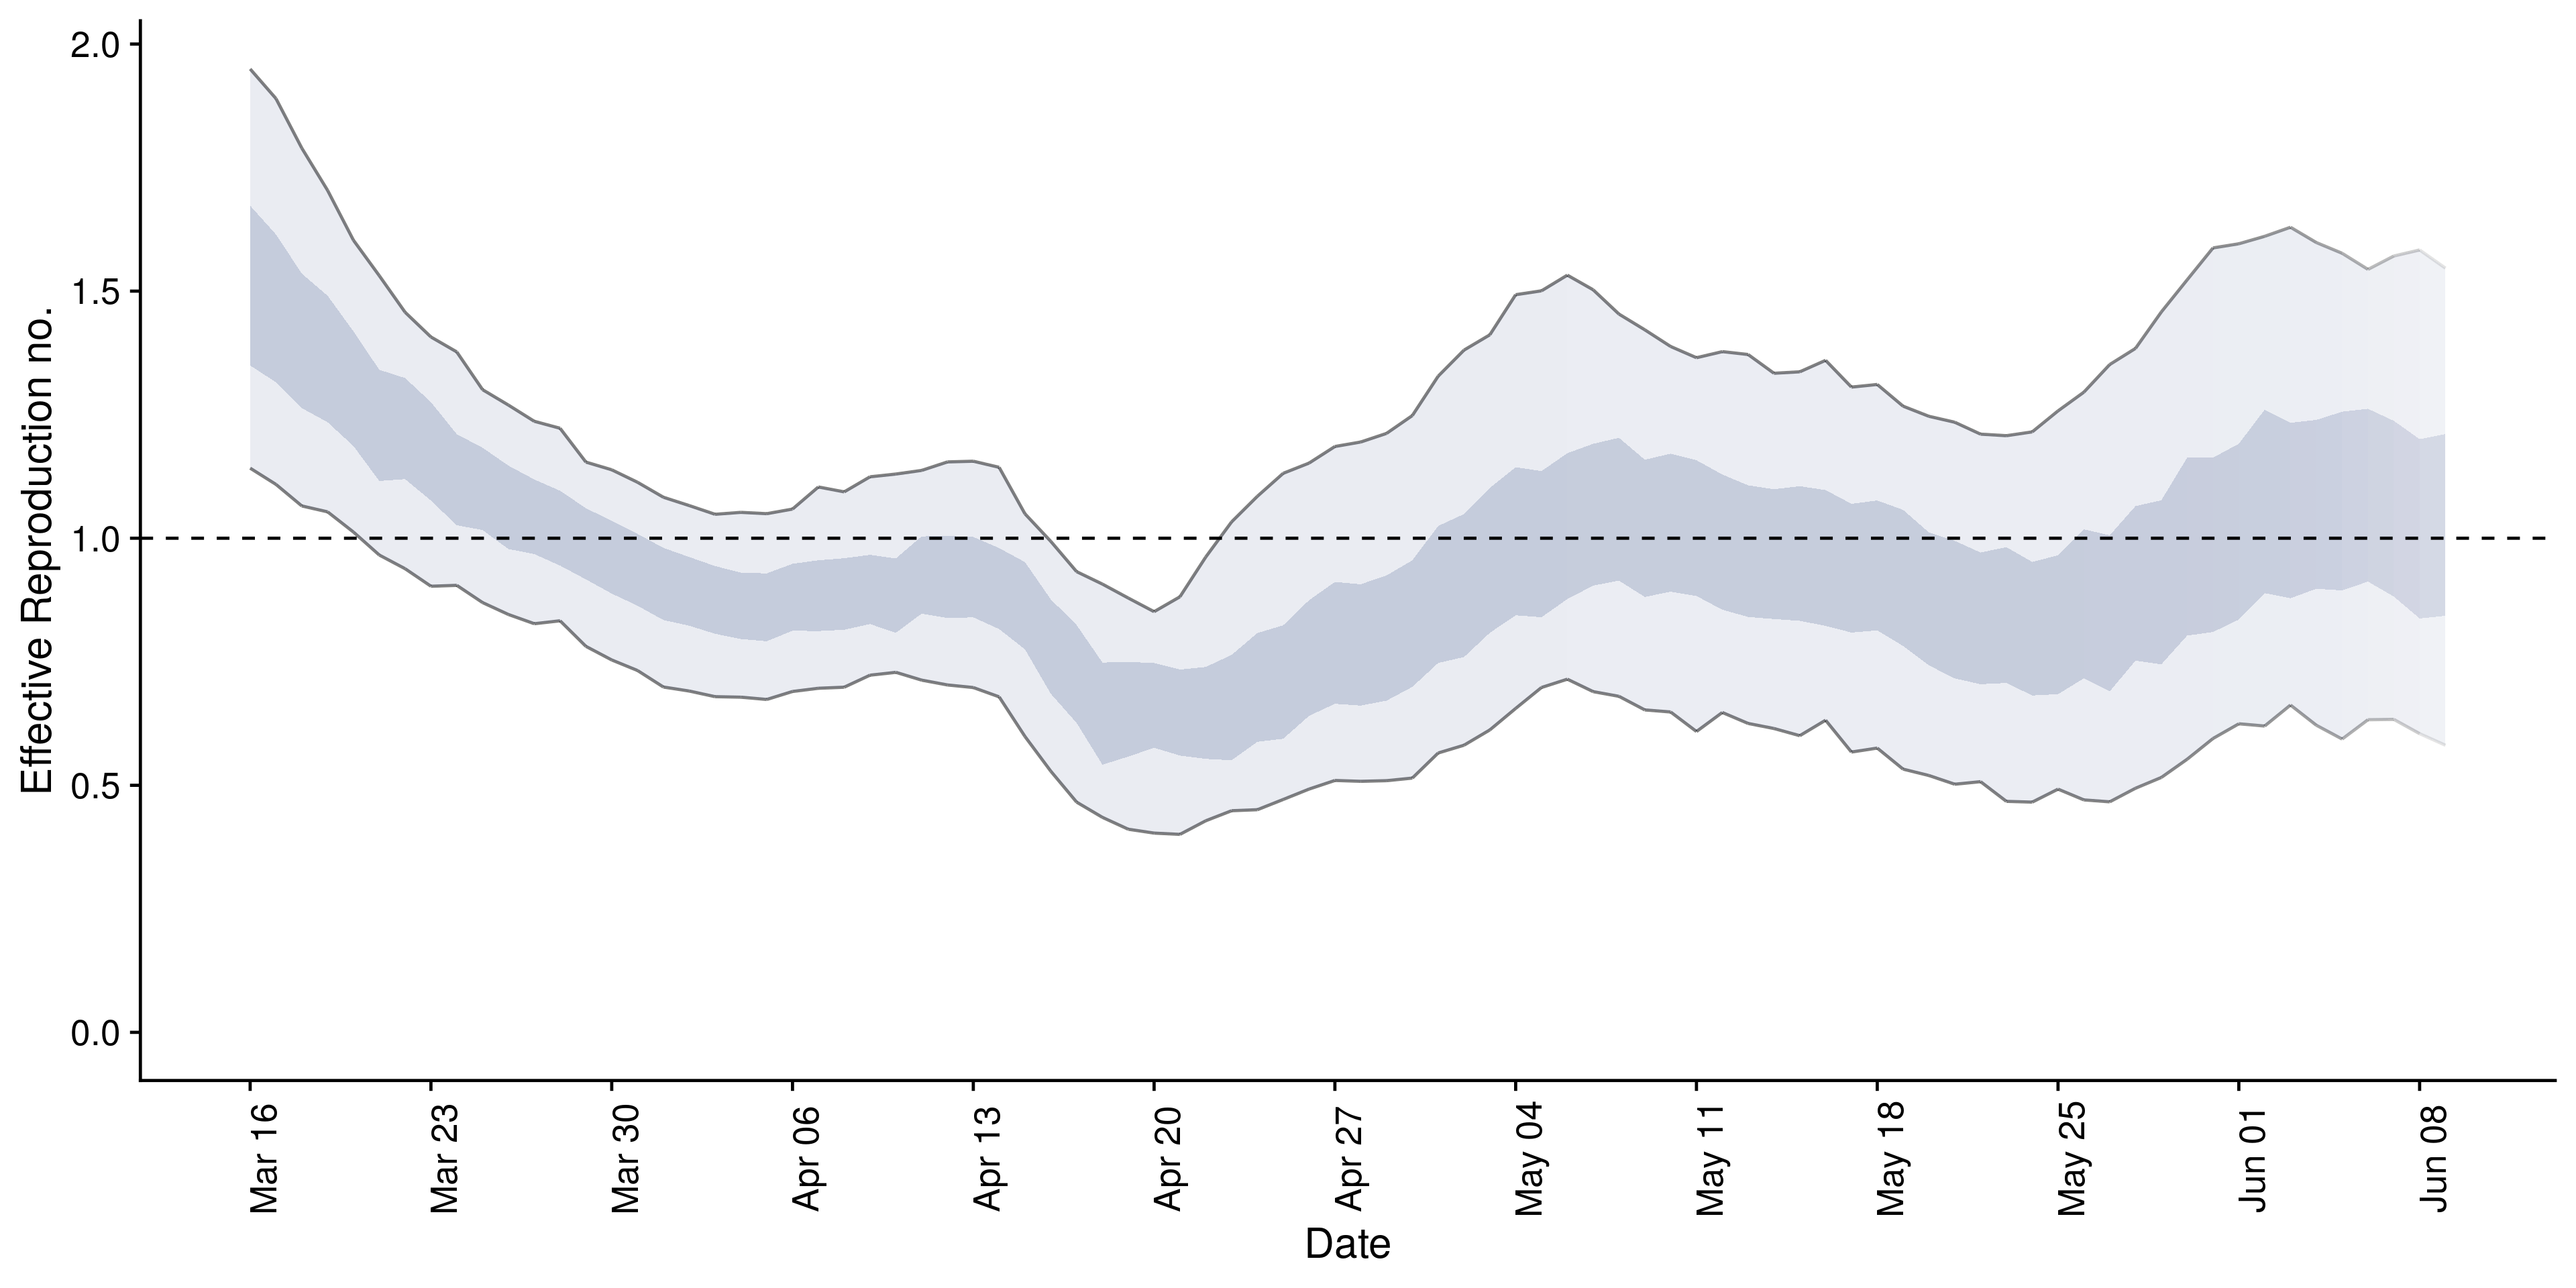 Effective Reproduction no.
2.0
1.5
1.0
0.5
0.0
Mar 16
Mar 23
Mar 30
Apr 06
Apr 13
Apr 20
Apr 27
May 04
May 11
May 18
May 25
Jun 01
Jun 08
Date